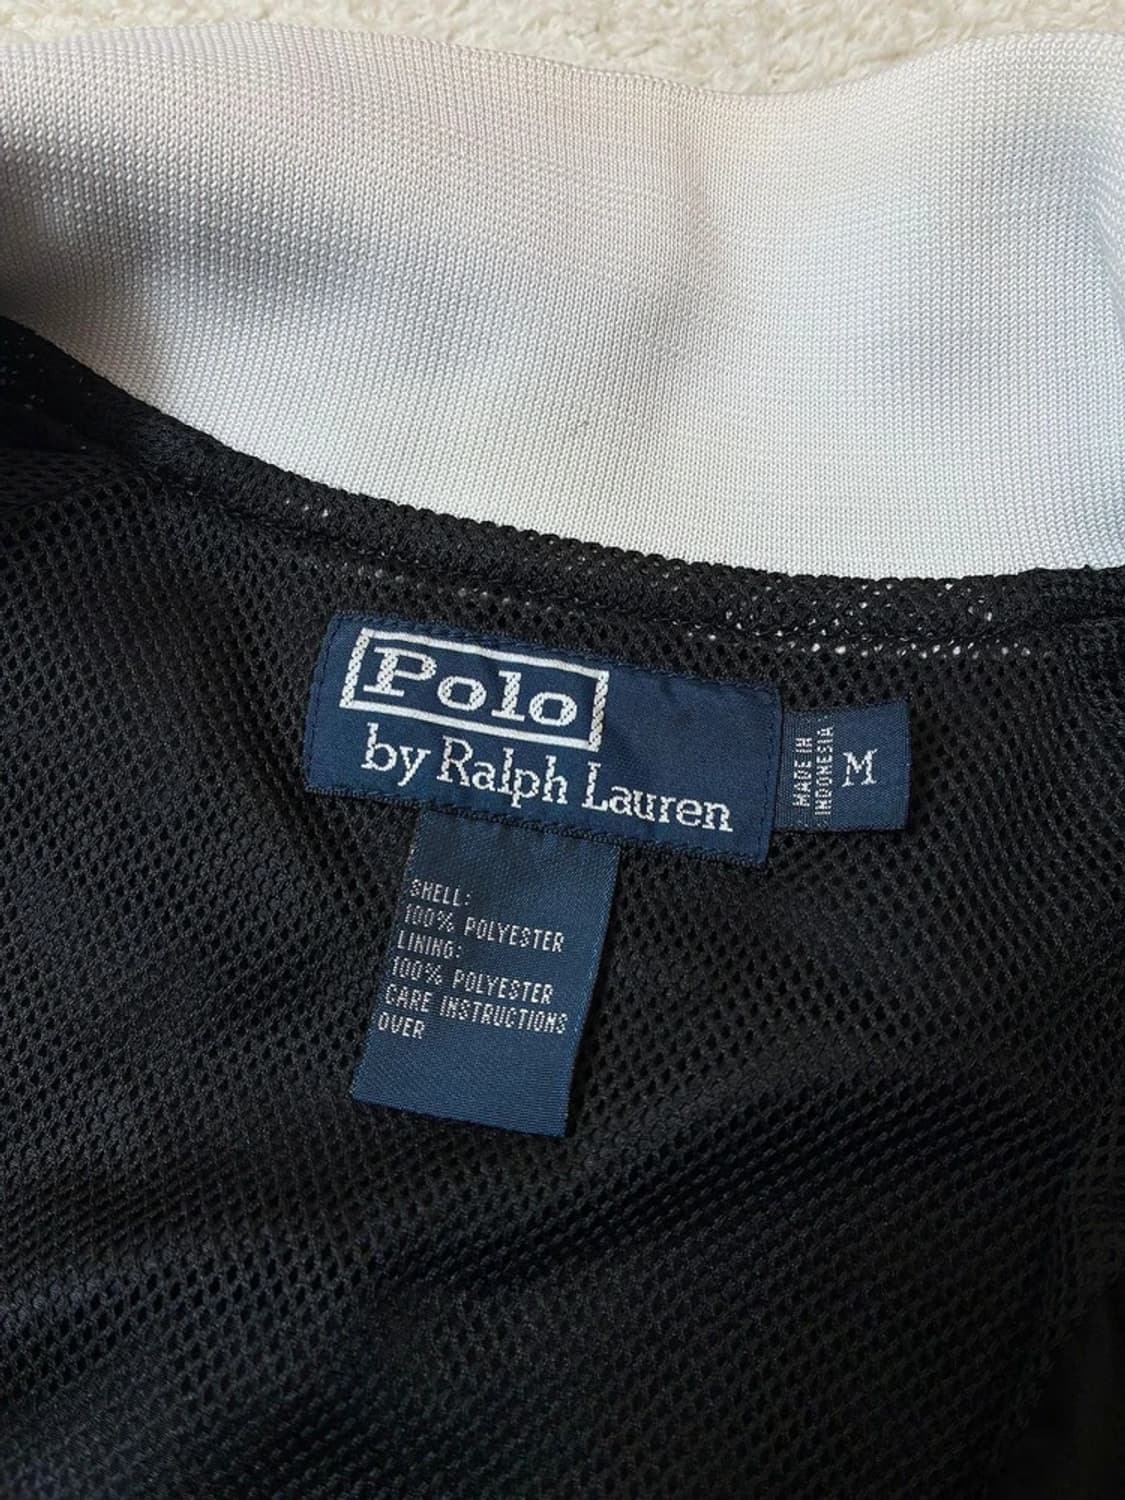 Polo
by Ralph Lauren
MADE IN
INDONESIA
M
SHELL:
100% POLYESTER
LINING:
100% POLYESTER
CARE INSTRUCTIONS
OVER